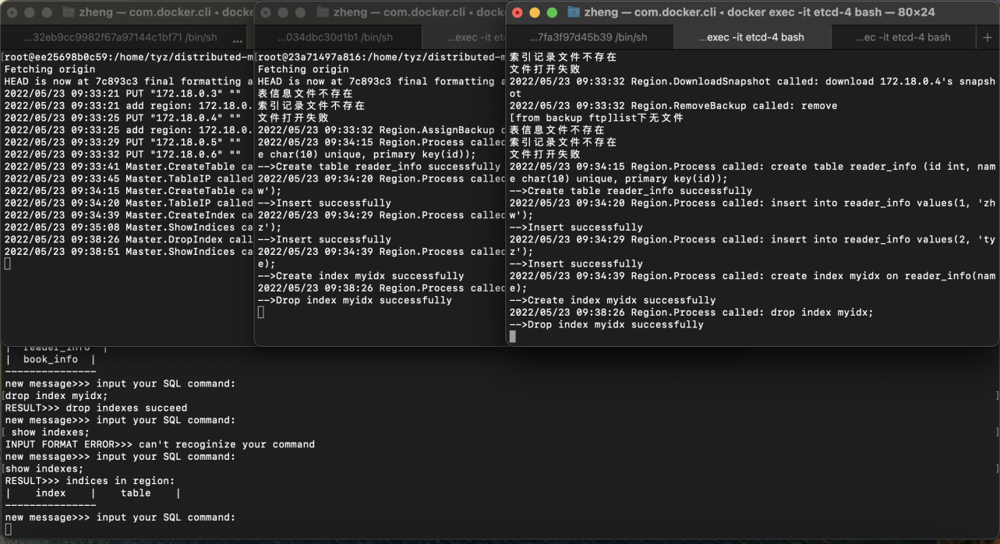 zheng — com.docker.cli ◂ docke
...32eb9cc9982f67a97144c1bf71 /bin/sh ...
[root@ee25698b0c59:/home/tyz/distributed-m
Fetching origin
HEAD is now at 7c893c3 final formatting a
2022/05/23 09:33:21 PUT "172.18.0.3" ""
2022/05/23 09:33:21 add region: 172.18.0.
2022/05/23 09:33:25 PUT "172.18.0.4" ""
2022/05/23 09:33:25 add region: 172.18.0.
2022/05/23 09:33:29 PUT "172.18.0.5" ""
2022/05/23 09:33:32 PUT "172.18.0.6" ""
2022/05/23 09:33:41 Master.CreateTable ca
2022/05/23 09:33:45 Master.TableIP called
2022/05/23 09:34:15 Master.CreateTable ca
2022/05/23 09:34:20 Master.TableIP called
2022/05/23 09:34:39 Master.CreateIndex ca
2022/05/23 09:35:08 Master.ShowIndices ca
2022/05/23 09:38:26 Master.DropIndex call
2022/05/23 09:38:51 Master.ShowIndices ca
zheng — com.docker.cli ◂ dock
...034dbc30d1b1 /bin/sh
...exec -it et
[root@23a71497a816:/home/tyz/distributed-m
Fetching origin
HEAD is now at 7c893c3 final formatting a
表信息文件不存在
索引记录文件不存在
文件打开失败
2022/05/23 09:33:32 Region.AssignBackup c
2022/05/23 09:34:15 Region.Process called
e char(10) unique, primary key(id));
-->Create table reader_info successfully
2022/05/23 09:34:20 Region.Process called
w');
-->Insert successfully
2022/05/23 09:34:29 Region.Process called
z');
-->Insert successfully
2022/05/23 09:34:39 Region.Process called
e);
-->Create index myidx successfully
2022/05/23 09:38:26 Region.Process called
-->Drop index myidx successfully
zheng — com.docker.cli ◂ docker exec -it etcd-4 bash — 80×24
...7fa3f97d45b39 /bin/sh
...exec -it etcd-4 bash
...ec -it etcd-4 bash
+
索引记录文件不存在
文件打开失败
2022/05/23 09:33:32 Region.DownloadSnapshot called: download 172.18.0.4's snapsh
ot
2022/05/23 09:33:32 Region.RemoveBackup called: remove
[from backup ftp]list下无文件
表信息文件不存在
索引记录文件不存在
文件打开失败
2022/05/23 09:34:15 Region.Process called: create table reader_info (id int, nam
e char(10) unique, primary key(id));
-->Create table reader_info successfully
2022/05/23 09:34:20 Region.Process called: insert into reader_info values(1, 'zh
w');
-->Insert successfully
2022/05/23 09:34:29 Region.Process called: insert into reader_info values(2, 'ty
z');
-->Insert successfully
2022/05/23 09:34:39 Region.Process called: create index myidx on reader_info(nam
e);
-->Create index myidx successfully
2022/05/23 09:38:26 Region.Process called: drop index myidx;
-->Drop index myidx successfully
| reader_info |
| book_info |
---------------
new message>>> input your SQL command:
[drop index myidx; ]
RESULT>>> drop indexes succeed
new message>>> input your SQL command:
[ show indexes; ]
INPUT FORMAT ERROR>>> can't recoginize your command
new message>>> input your SQL command:
[show indexes; ]
RESULT>>> indices in region:
| index | table |
---------------
new message>>> input your SQL command: